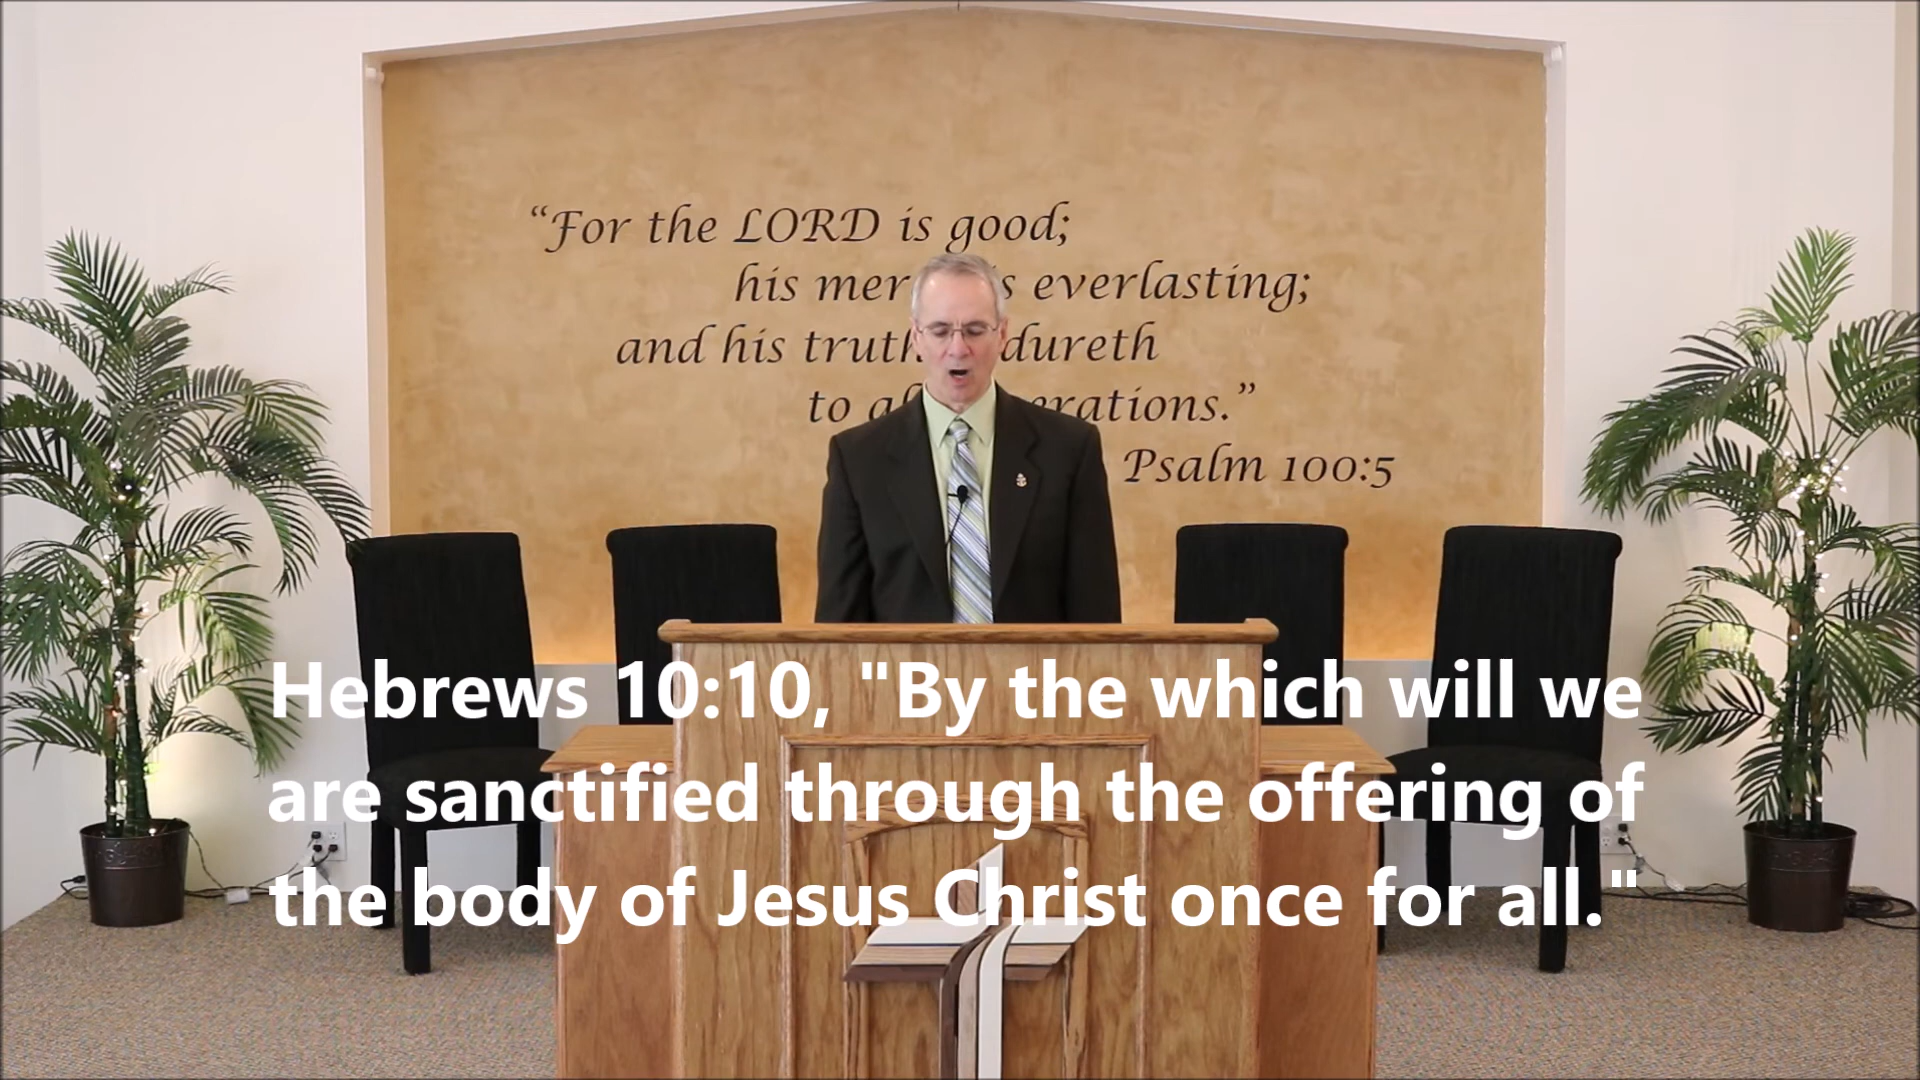 “For the LORD is good;
his mer s everlasting;
and his truth dureth
to al erations.”
Psalm 100:5
Hebrews 10:10, "By the which will we
are sanctified through the offering of
the body of Jesus Christ once for all."